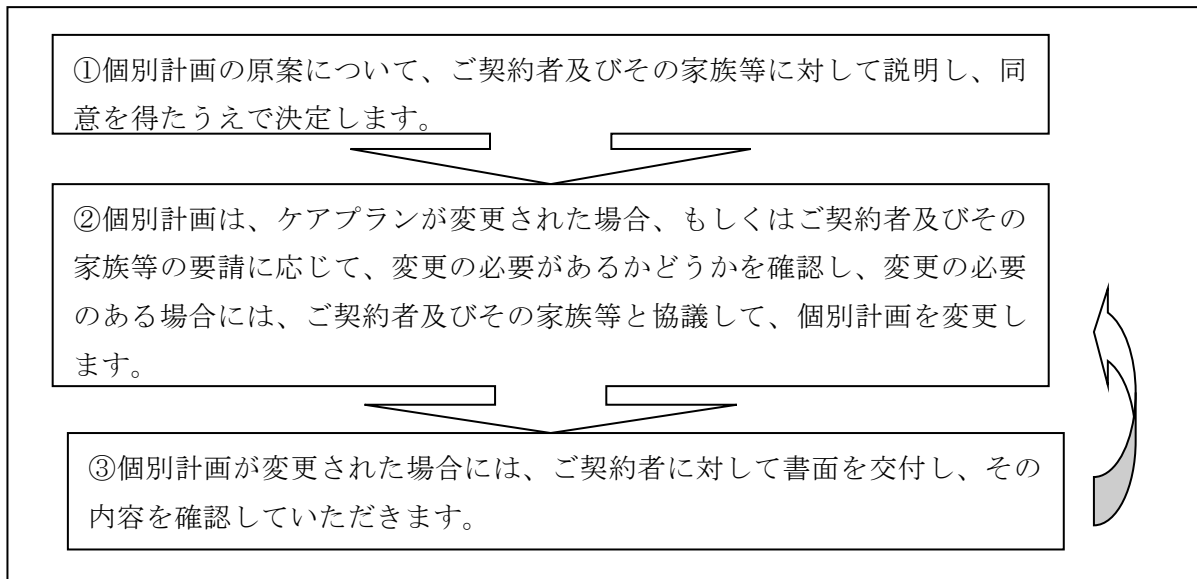 ①個別計画の原案について、ご契約者及びその家族等に対して説明し、同
意を得たうえで決定します。
②個別計画は、ケアプランが変更された場合、もしくはご契約者及びその
家族等の要請に応じて、変更の必要があるかどうかを確認し、変更の必要
のある場合には、ご契約者及びその家族等と協議して、個別計画を変更し
ます。
③個別計画が変更された場合には、ご契約者に対して書面を交付し、その
内容を確認していただきます。